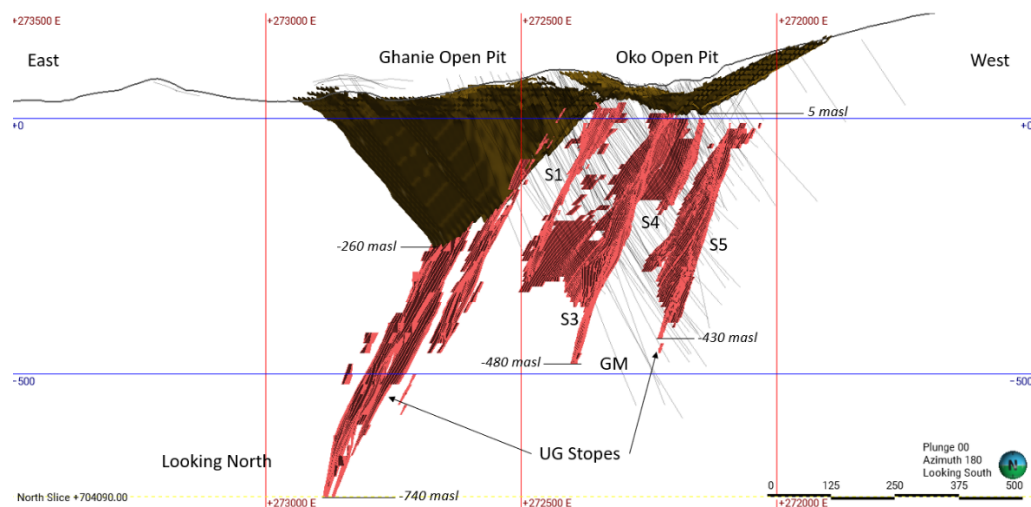 +273500 E
+273000 E
+272500 E
+272000 E
East
Ghanie Open Pit
Oko Open Pit
West
5 masl
+0
+0
S1
S4
S5
-260 masl
S3
-430 masl
-480 masl
GM
-500
-500
UG Stopes
Looking North
Plunge 00
Azimuth 180
Looking South
N
0 125 250 375 500
North Slice +704090.00
-740 masl
+273000 E
+272500 E
+272000 E